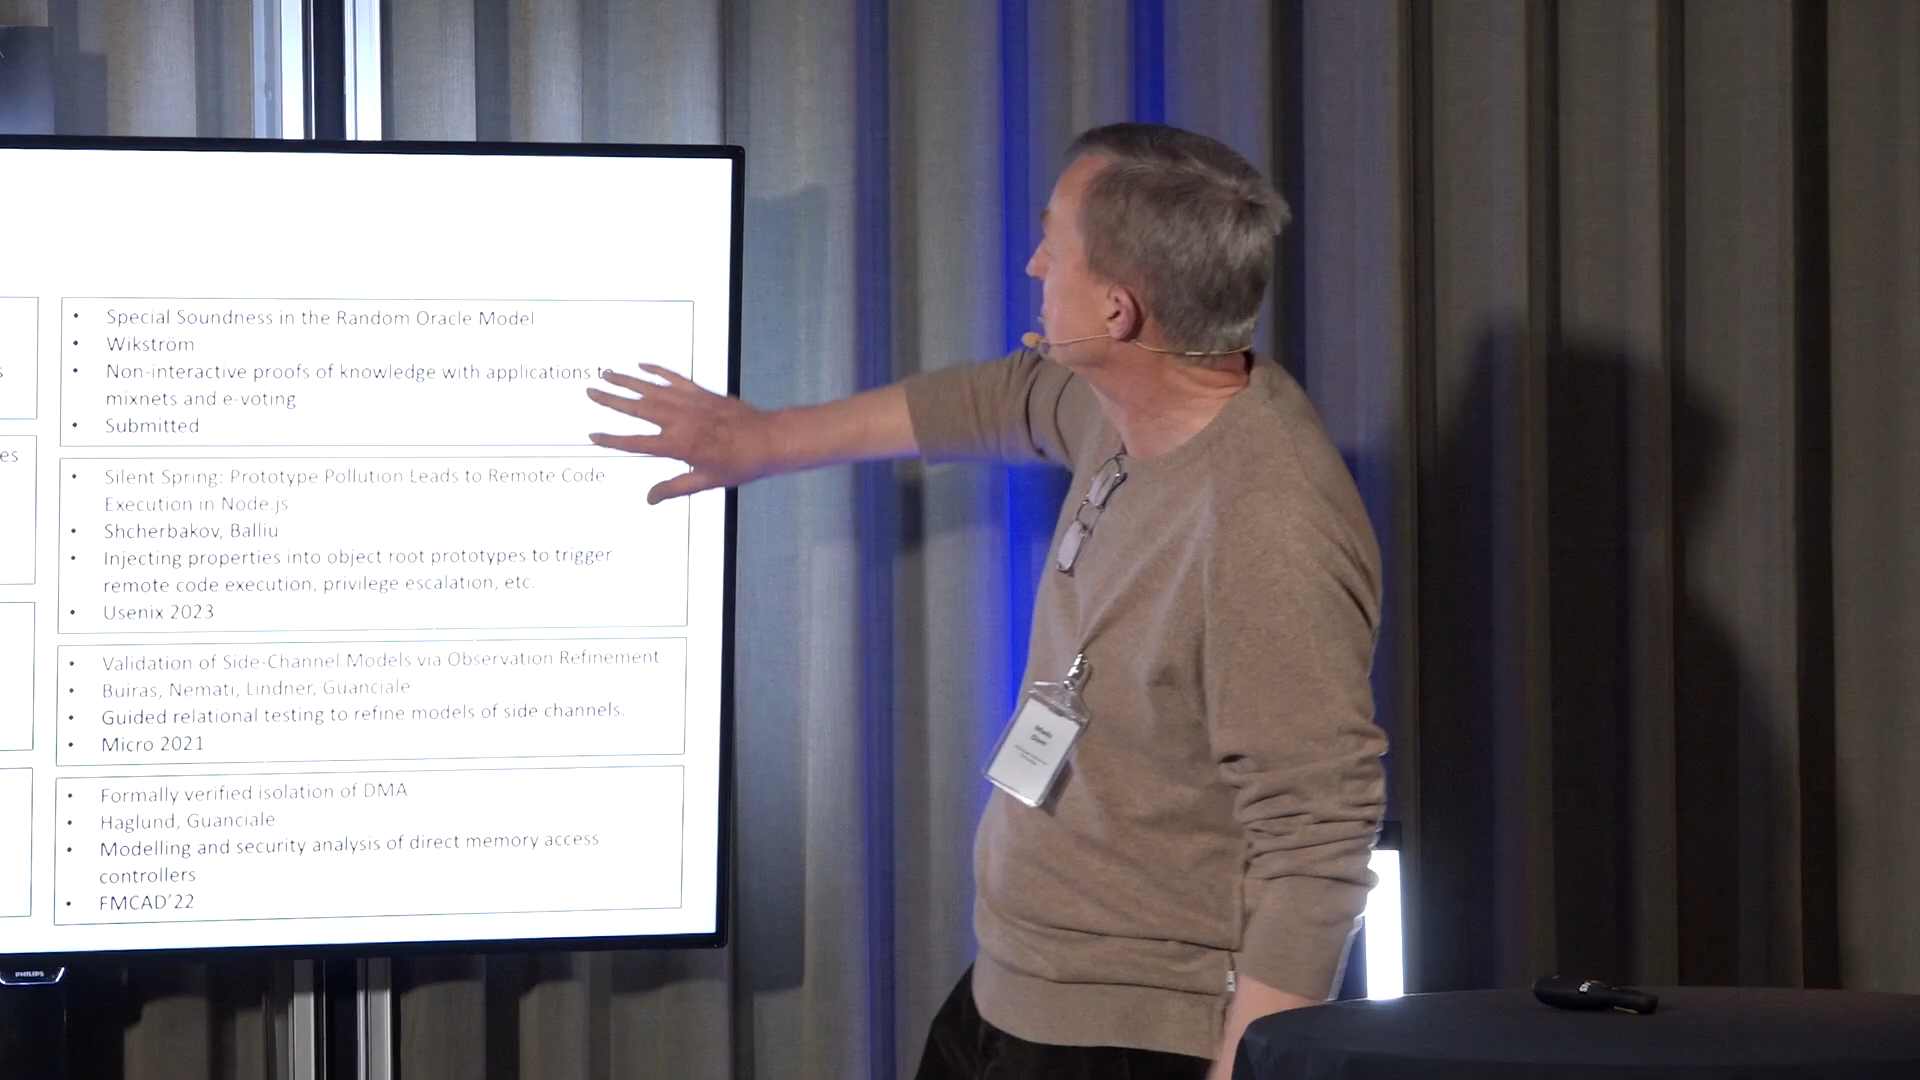 s
es
• Special Soundness in the Random Oracle Model
• Wikström
• Non-interactive proofs of knowledge with applications to
mixnets and e-voting
• Submitted
• Silent Spring: Prototype Pollution Leads to Remote Code
Execution in Node.js
• Shcherbakov, Balliu
• Injecting properties into object root prototypes to trigger
remote code execution, privilege escalation, etc.
• Usenix 2023
• Validation of Side-Channel Models via Observation Refinement
• Buiras, Nemati, Lindner, Guanciale
• Guided relational testing to refine models of side channels.
• Micro 2021
• Formally verified isolation of DMA
• Haglund, Guanciale
• Modelling and security analysis of direct memory access
controllers
• FMCAD'22
PHILIPS
Mads
Dam